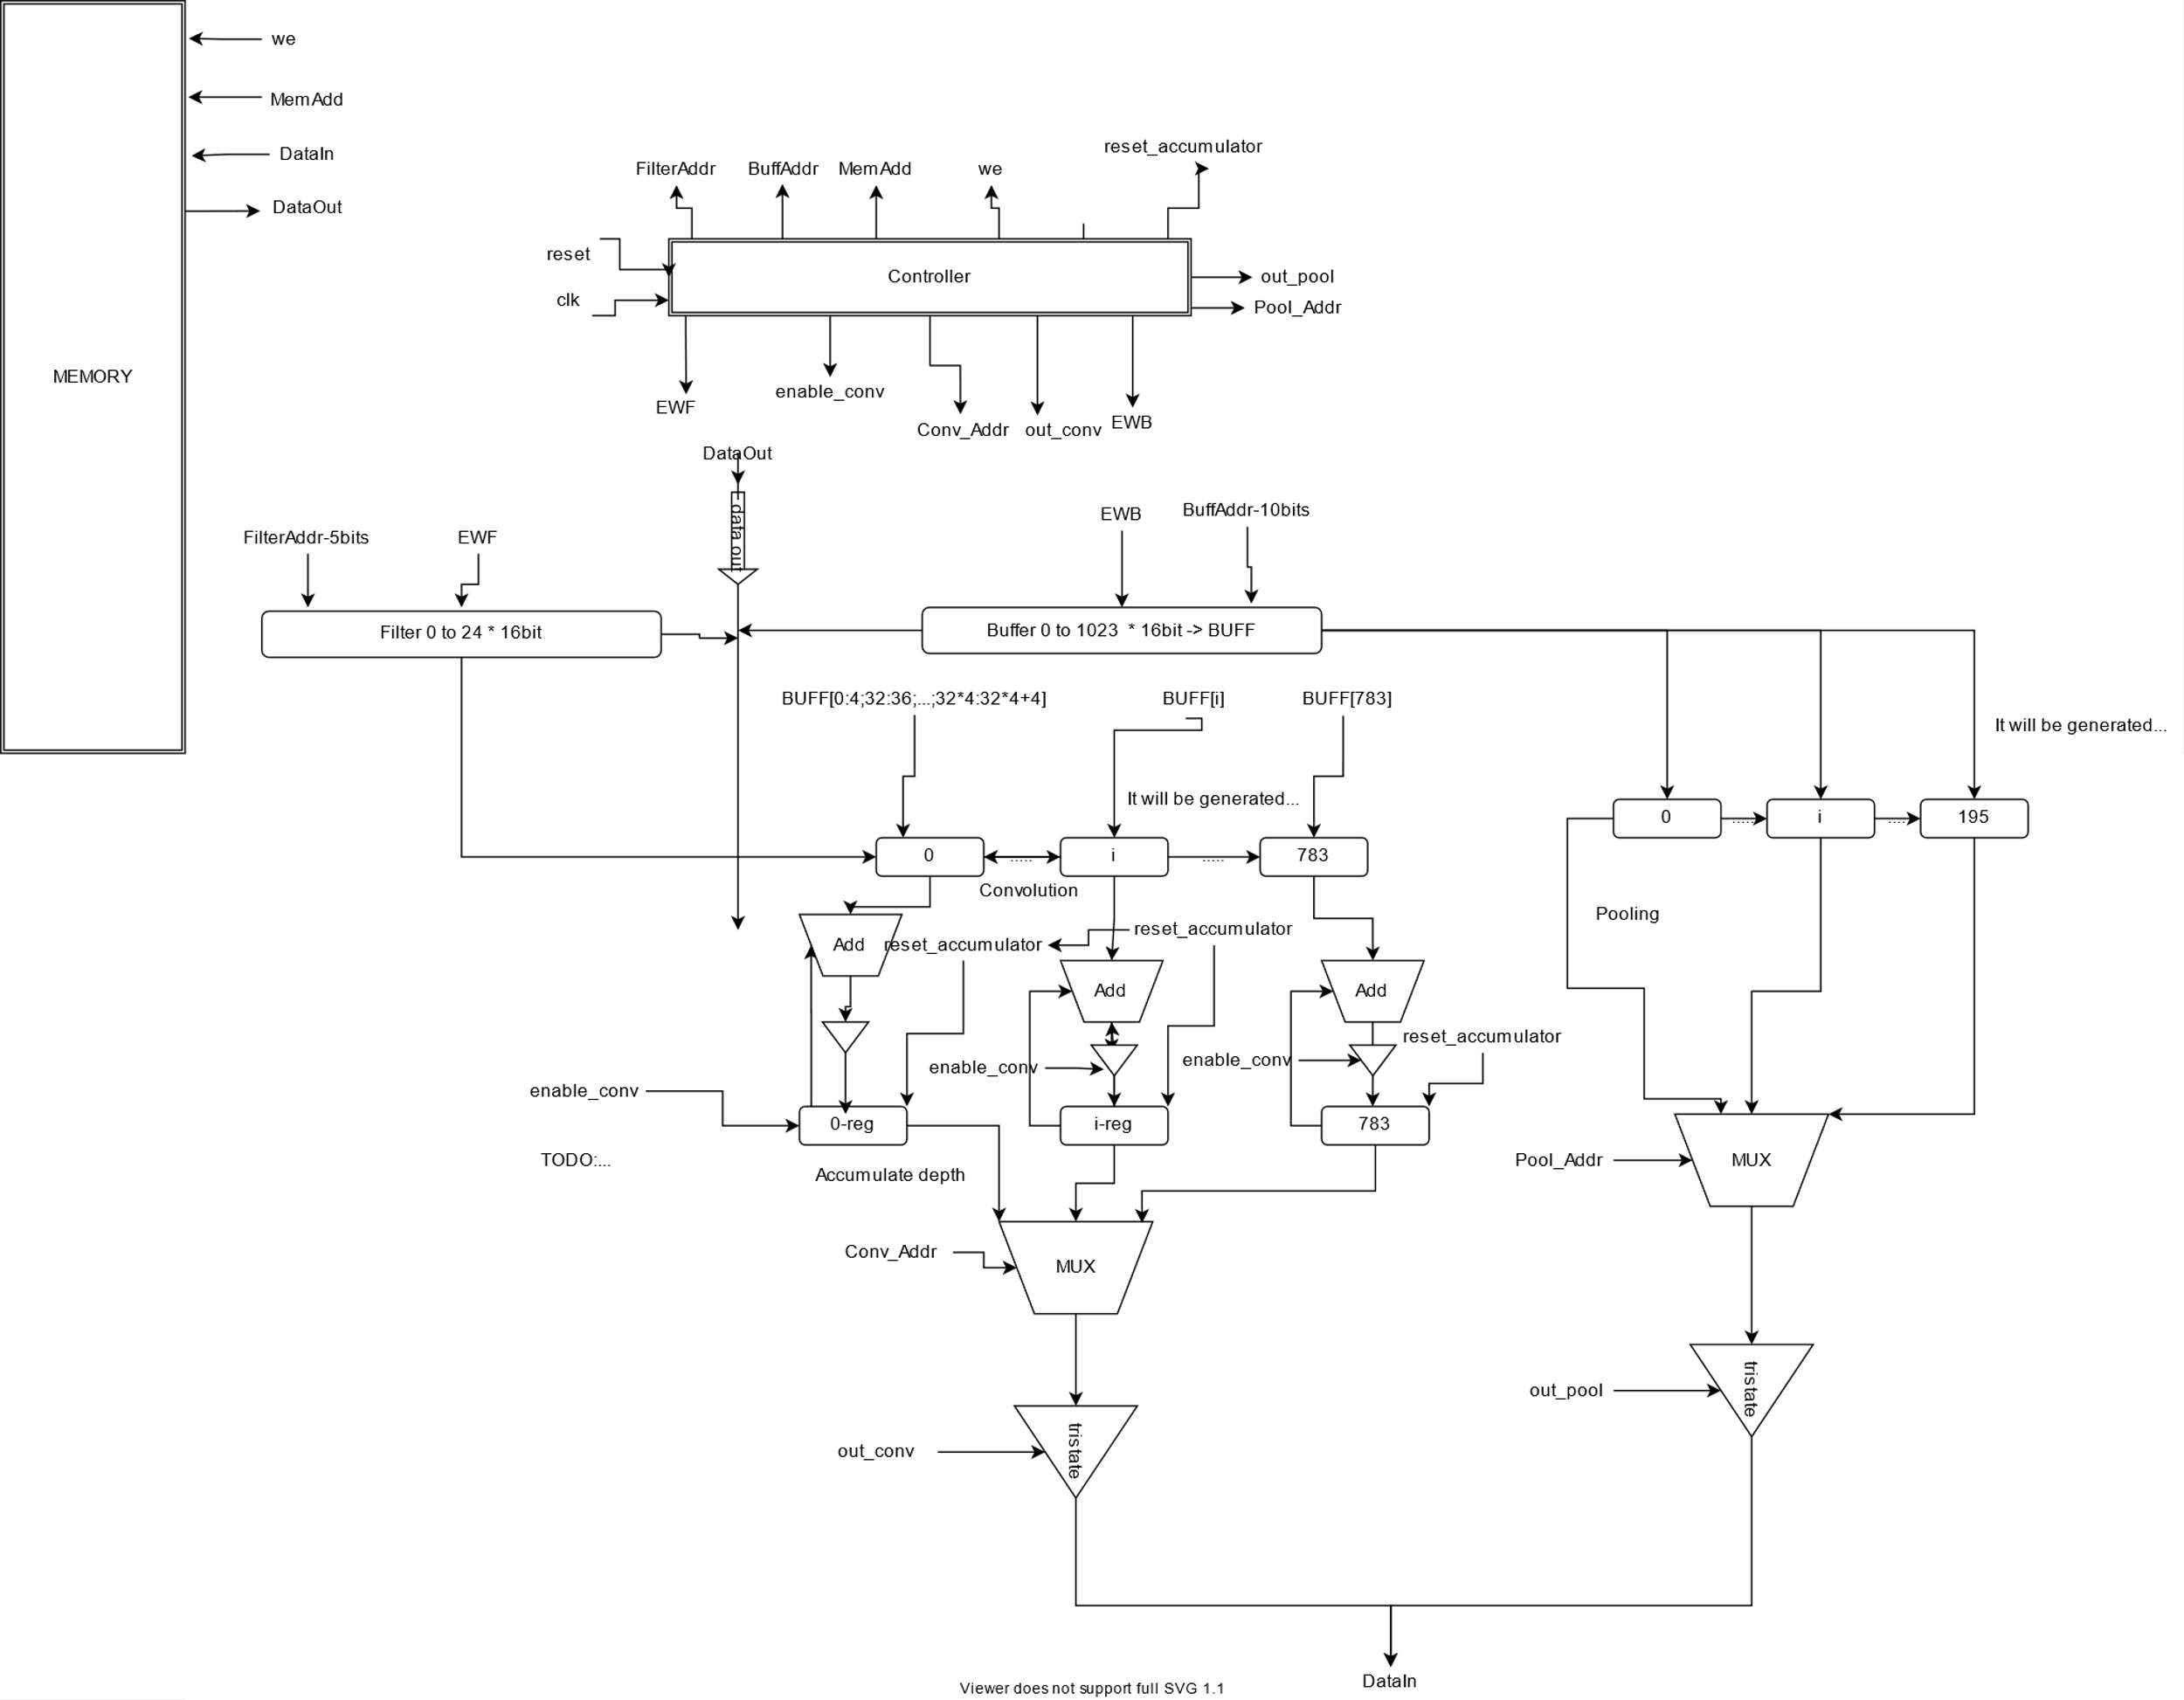 we
MemAdd
DataIn
DataOut
MEMORY
reset_accumulator
FilterAddr
BuffAddr
MemAdd
we
reset
clk
Controller
out_pool
Pool_Addr
EWF
enable_conv
Conv_Addr
out_conv
EWB
DataOut
data out
FilterAddr-5bits
EWF
EWB
BuffAddr-10bits
Filter 0 to 24 * 16bit
Buffer 0 to 1023 * 16bit -> BUFF
BUFF[0:4;32:36;...;32*4:32*4+4]
BUFF[i]
BUFF[783]
It will be generated...
It will be generated...
0
.....
i
.....
195
0
.....
i
.....
783
Convolution
Pooling
Add
reset_accumulator
reset_accumulator
Add
Add
reset_accumulator
enable_conv
enable_conv
enable_conv
0-reg
i-reg
783
TODO:...
Accumulate depth
Pool_Addr
MUX
Conv_Addr
MUX
out_pool
tristate
out_conv
tristate
DataIn
Viewer does not support full SVG 1.1